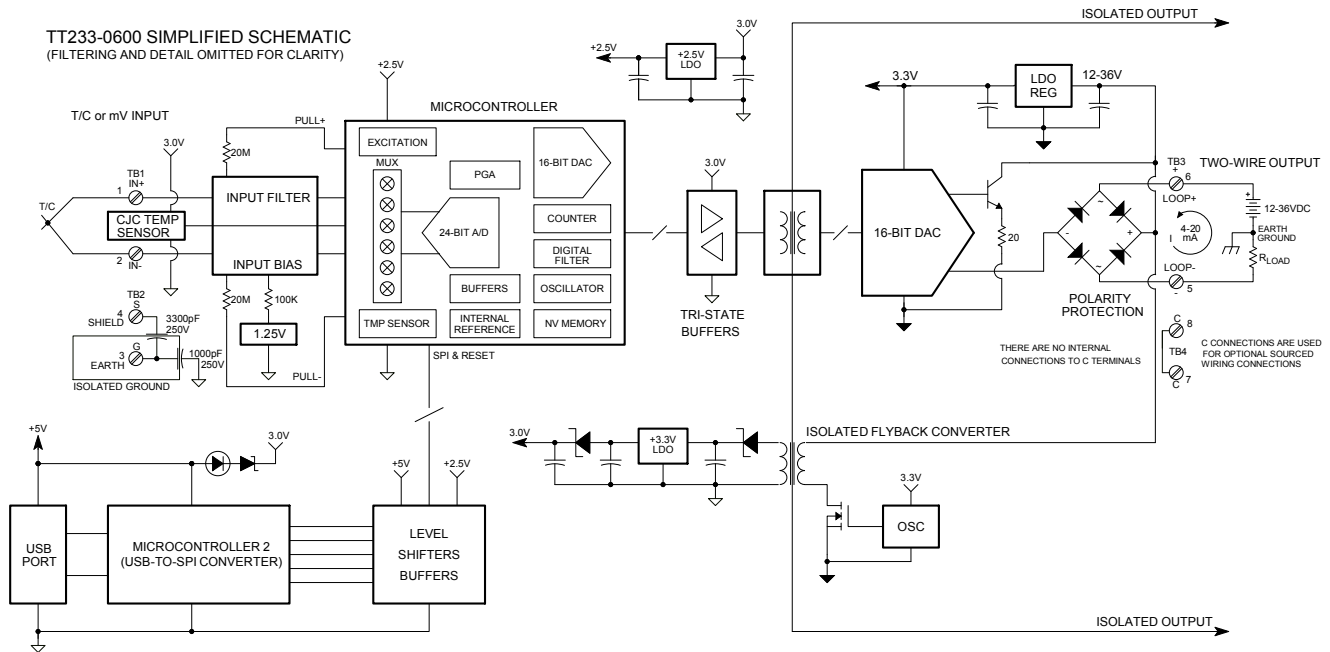 TT233-0600 SIMPLIFIED SCHEMATIC
(FILTERING AND DETAIL OMITTED FOR CLARITY)
ISOLATED OUTPUT
+2.5V
+2.5V
LDO
3.0V
+2.5V
MICROCONTROLLER
T/C or mV INPUT
PULL+
3.0V
20M
TB1
IN+
1
T/C
INPUT FILTER
CJC TEMP
SENSOR
INPUT BIAS
2
IN-
TB2
S
4
SHIELD
3300pf
250V
G
3
EARTH
1000pf
250V
ISOLATED GROUND
20M
100K
1.25V
PULL-
EXCITATION
MUX
PGA
16-BIT DAC
24-BIT A/D
COUNTER
DIGITAL
FILTER
BUFFERS
OSCILLATOR
TMP SENSOR
INTERNAL
REFERENCE
NV MEMORY
SPI & RESET
3.0V
TRI-STATE
BUFFERS
3.3V
LDO
REG
12-36V
16-BIT DAC
20
TB3
+
6
LOOP+
TWO-WIRE OUTPUT
~
-
+
~
I
4-20
mA
+
12-36VDC
EARTH
GROUND
RLOAD
LOOP-
5
-
POLARITY
PROTECTION
THERE ARE NO INTERNAL
CONNECTIONS TO C TERMINALS
C
8
TB4
7
C
C CONNECTIONS ARE USED
FOR OPTIONAL SOURCED
WIRING CONNECTIONS
+5V
3.0V
USB
PORT
MICROCONTROLLER 2
(USB-TO-SPI CONVERTER)
+5V
+2.5V
LEVEL
SHIFTERS
BUFFERS
3.0V
+3.3V
LDO
ISOLATED FLYBACK CONVERTER
3.3V
OSC
ISOLATED OUTPUT